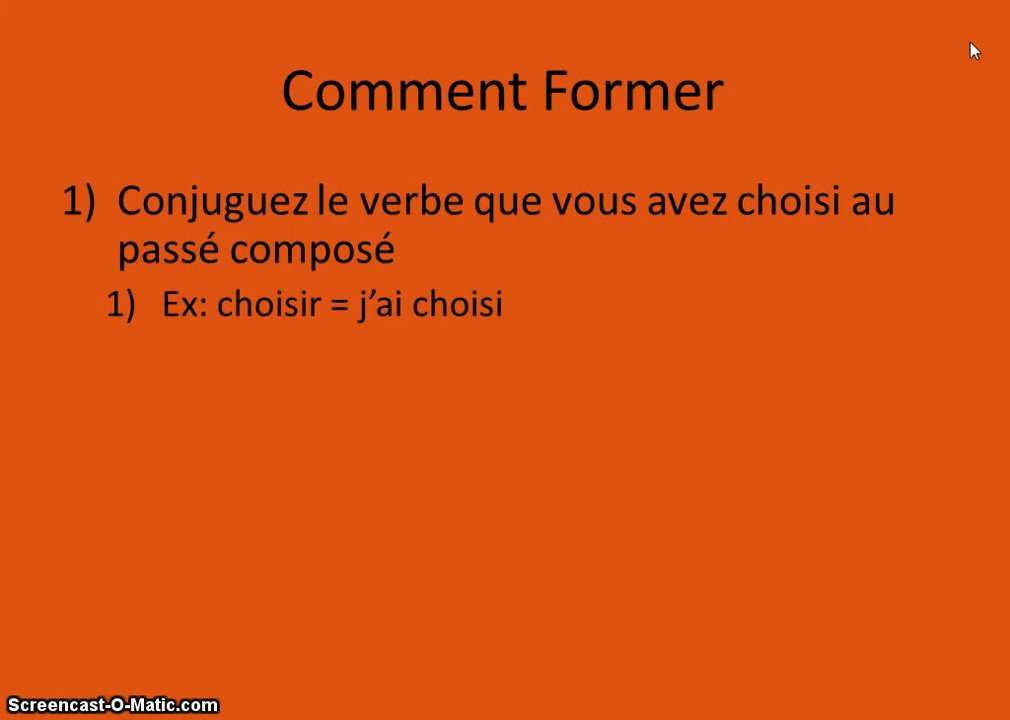 Comment Former
1) Conjuguez le verbe que vous avez choisi au
passé composé
1) Ex: choisir = j’ai choisi
Screencast-O-Matic.com